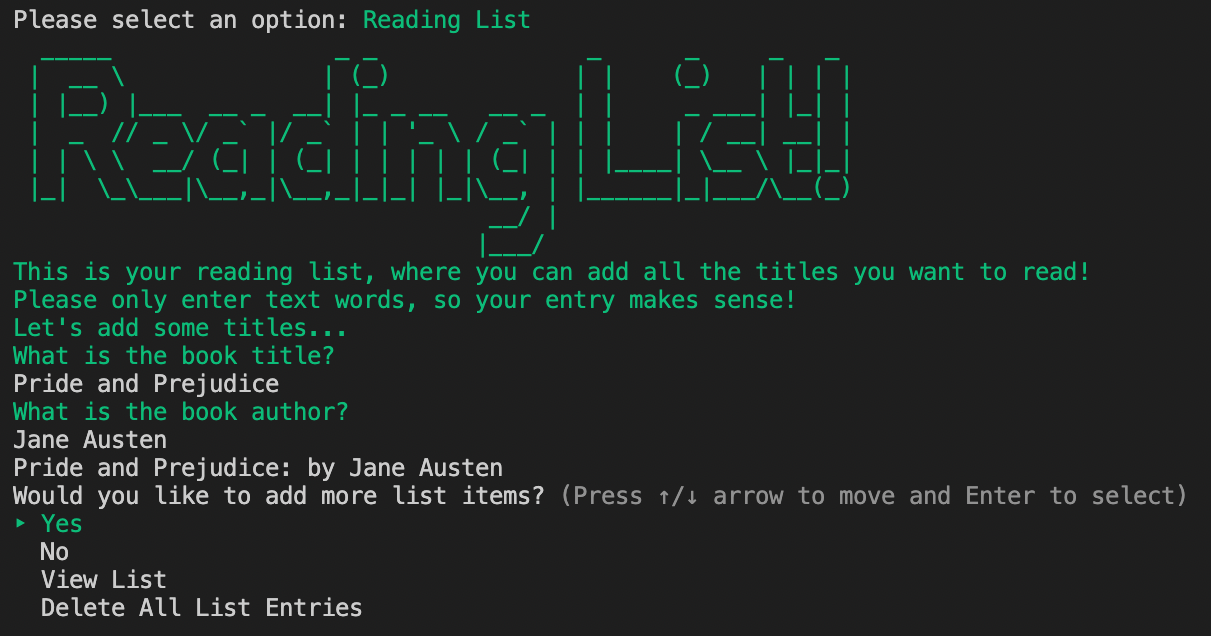 Please select an option: Reading List
Reading List!
This is your reading list, where you can add all the titles you want to read!
Please only enter text words, so your entry makes sense!
Let's add some titles...
What is the book title?
Pride and Prejudice
What is the book author?
Jane Austen
Pride and Prejudice: by Jane Austen
Would you like to add more list items? (Press ↑/↓ arrow to move and Enter to select)
‣ Yes
No
View List
Delete All List Entries